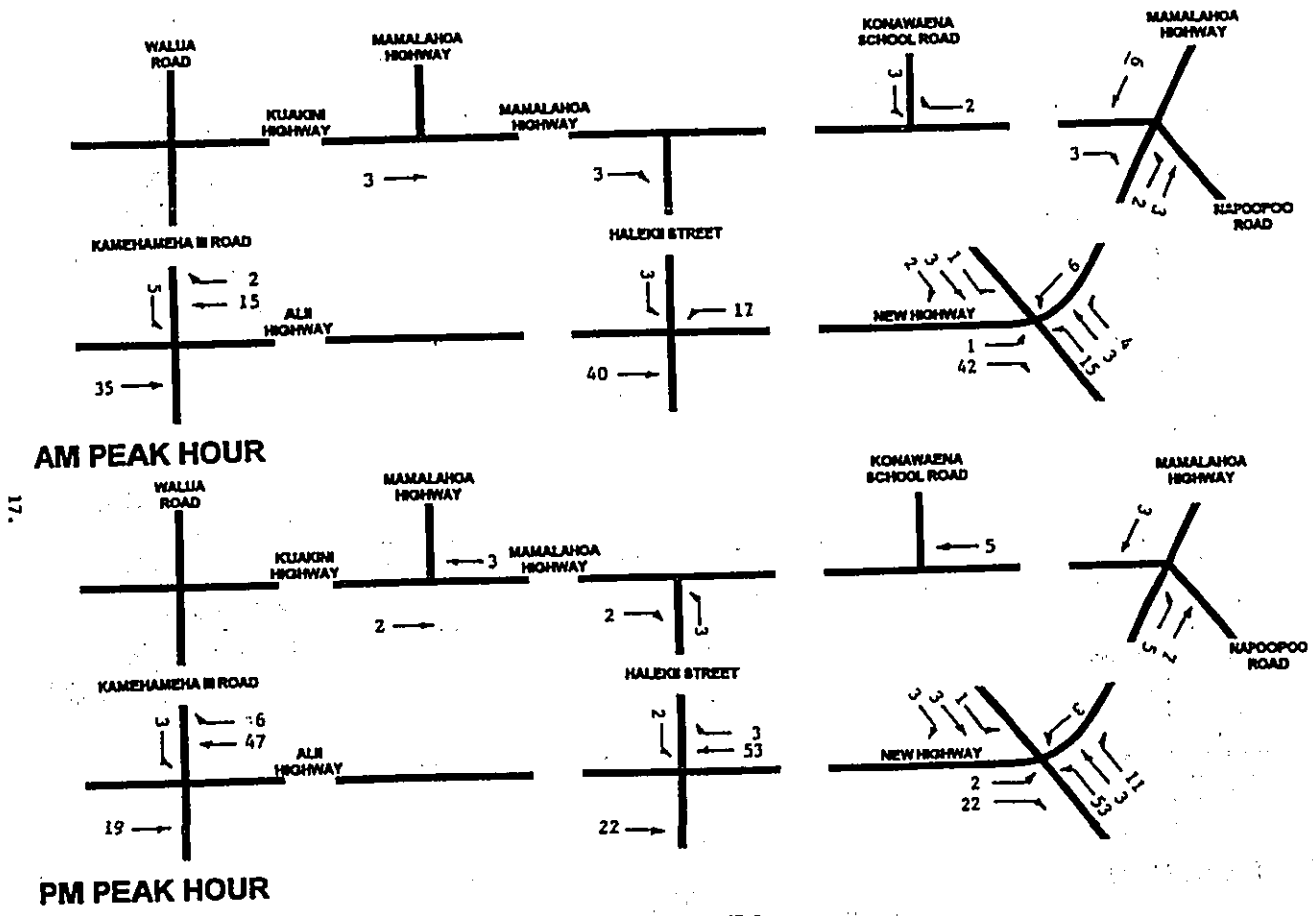 WALUA
ROAD
MAMALAHOA
HIGHWAY
KUAKINI
HIGHWAY
MAMALAHOA
HIGHWAY
KONAWAENA
SCHOOL ROAD
MAMALAHOA
HIGHWAY
3
2
6
3
3
3
2
3
NAPOOPOO
ROAD
KAMEHAMEHA III ROAD
HALEKII STREET
5
2
15
ALII
HIGHWAY
3
NEW HIGHWAY
2
3
1
6
1
42
15
3
4
35
40
AM PEAK HOUR
17.
WALUA
ROAD
MAMALAHOA
HIGHWAY
KUAKINI
HIGHWAY
3
MAMALAHOA
HIGHWAY
KONAWAENA
SCHOOL ROAD
5
MAMALAHOA
HIGHWAY
3
2
2
3
5
NAPOOPOO
ROAD
KAMEHAMEHA III ROAD
HALEKII STREET
3
6
47
ALII
HIGHWAY
2
3
53
NEW HIGHWAY
3
3
1
3
2
22
53
3
11
19
22
PM PEAK HOUR